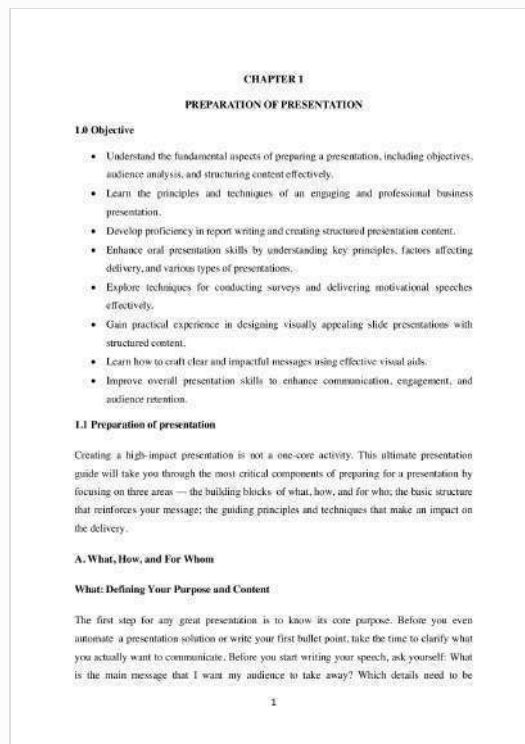 CHAPTER 1
PREPARATION OF PRESENTATION
1.0 Objective
• Understand the fundamental aspects of preparing a presentation, including objectives,
audience analysis, and structuring content effectively.
• Learn the principles and techniques of an engaging and professional business
presentation.
• Develop proficiency in report writing and creating structured presentation content.
• Enhance oral presentation skills by understanding key principles, factors affecting
delivery, and various types of presentations.
• Explore techniques for conducting surveys and delivering motivational speeches
effectively.
• Gain practical experience in designing visually appealing slide presentations with
structured content.
• Learn how to craft clear and impactful messages using effective visual aids.
• Improve overall presentation skills to enhance communication, engagement, and
audience retention.
1.1 Preparation of presentation
Creating a high-impact presentation is not a one-core activity. This ultimate presentation
guide will take you through the most critical components of preparing for a presentation by
focusing on three areas — the building blocks of what, how, and for who; the basic structure
that reinforces your message; the guiding principles and techniques that make an impact on
the delivery.
A. What, How, and For Whom
What: Defining Your Purpose and Content
The first step for any great presentation is to know its core purpose. Before you even
automate a presentation solution or write your first bullet point, take the time to clarify what
you actually want to communicate. Before you start writing your speech, ask yourself: What
is the main message that I want my audience to take away? Which details need to be
1